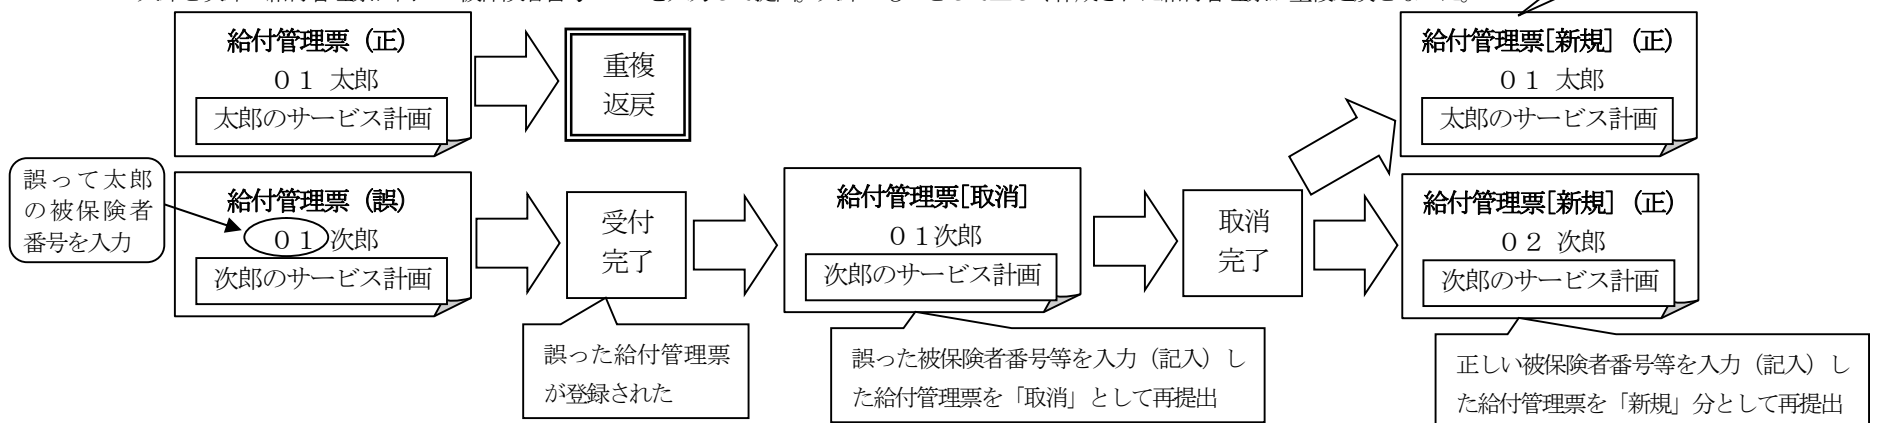 給付管理票（正）
０１ 太郎
太郎のサービス計画
重複
返戻
給付管理票[新規]（正）
０１ 太郎
太郎のサービス計画
誤って太郎
の被保険者
番号を入力
給付管理票（誤）
０１ 次郎
次郎のサービス計画
受付
完了
給付管理票[取消]
０１次郎
次郎のサービス計画
取消
完了
給付管理票[新規]（正）
０２ 次郎
次郎のサービス計画
誤った給付管理票
が登録された
誤った被保険者番号等を入力（記入）し
た給付管理票を「取消」として再提出
正しい被保険者番号等を入力（記入）し
た給付管理票を「新規」分として再提出